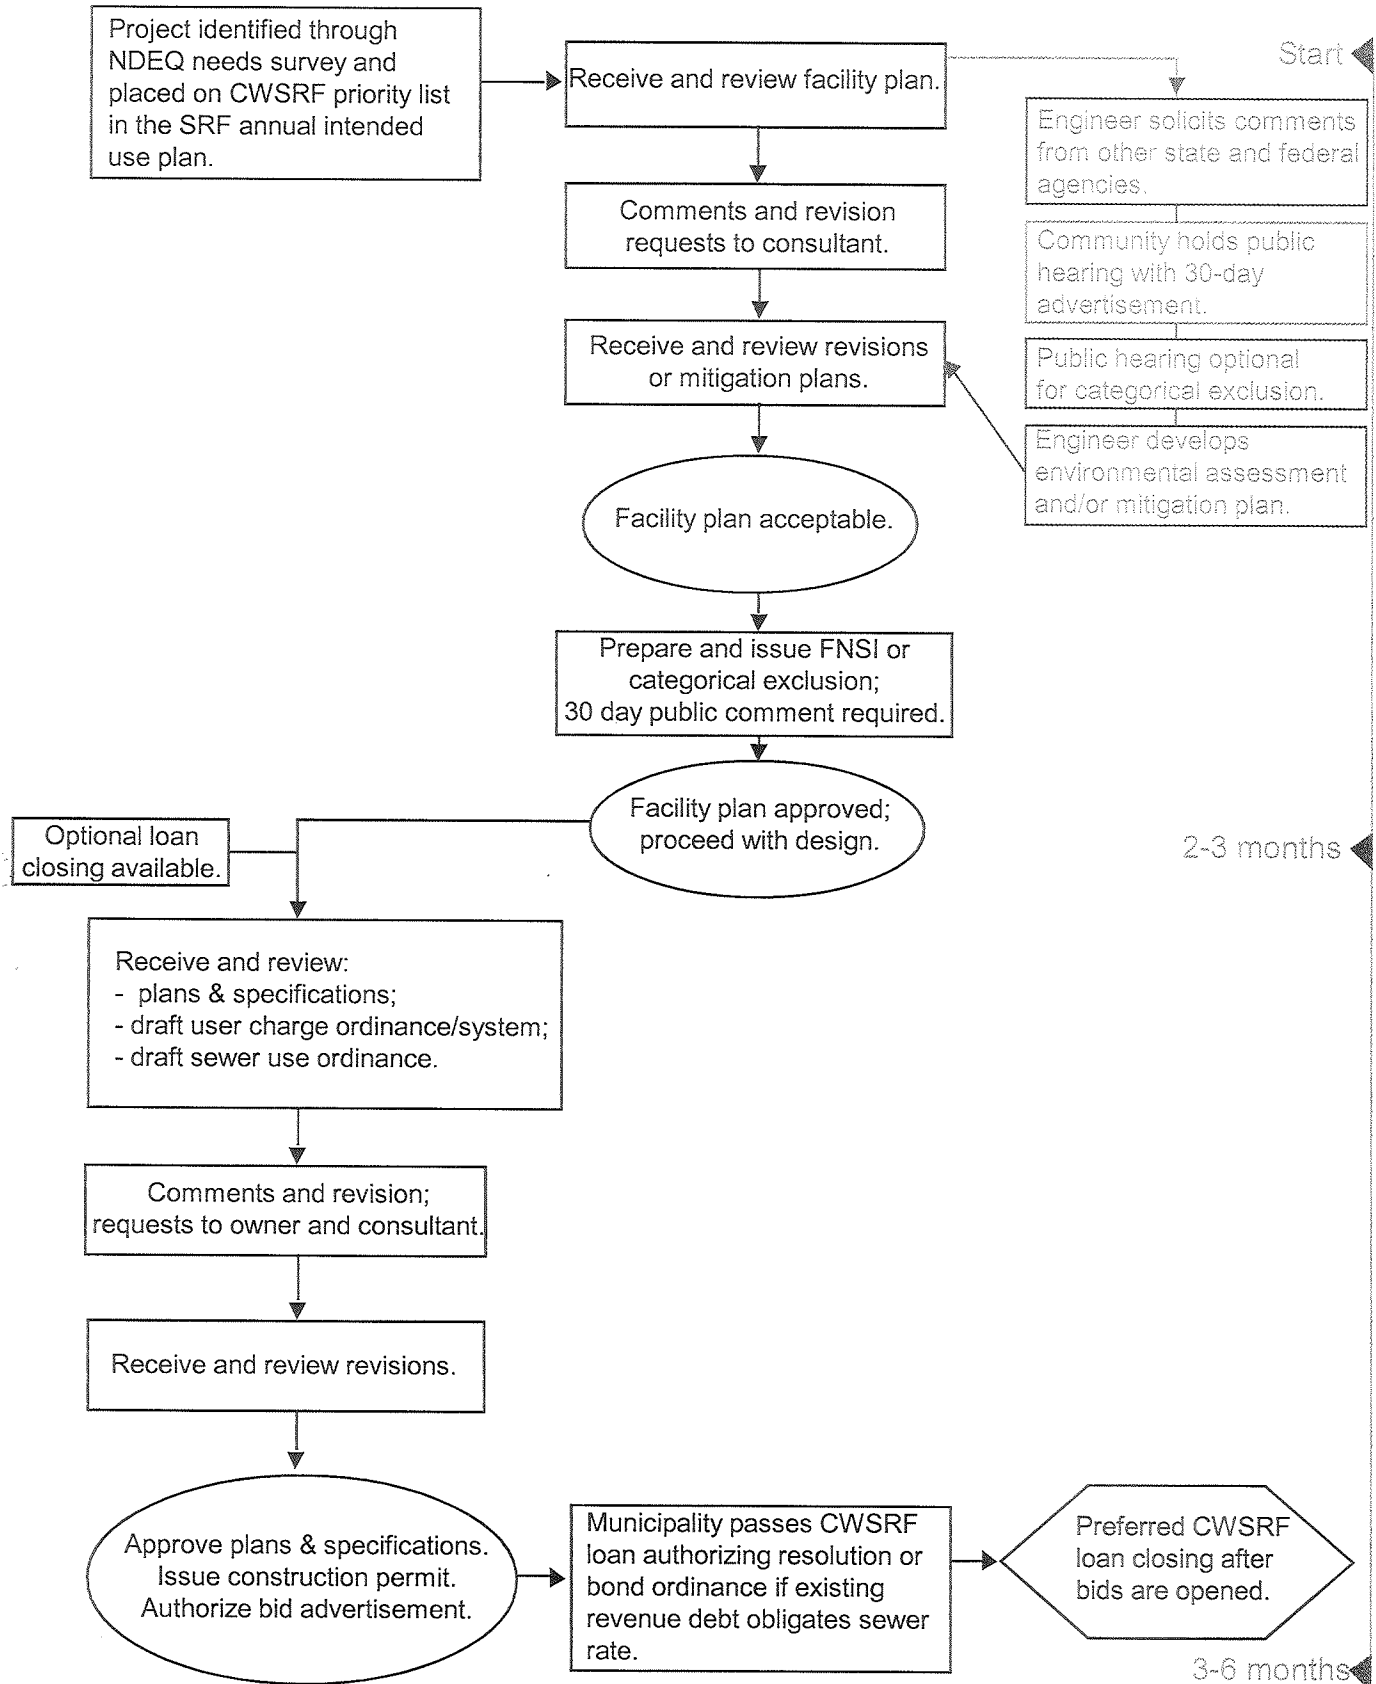 Project identified through
NDEQ needs survey and
placed on CWSRF priority list
in the SRF annual intended
use plan.
Receive and review facility plan.
Start
Engineer solicits comments
from other state and federal
agencies.
Comments and revision
requests to consultant.
Community holds public
hearing with 30-day
advertisement.
Receive and review revisions
or mitigation plans.
Public hearing optional
for categorical exclusion.
Engineer develops
environmental assessment
and/or mitigation plan.
Facility plan acceptable.
Prepare and issue FNSI or
categorical exclusion;
30 day public comment required.
Facility plan approved;
proceed with design.
Optional loan
closing available.
2-3 months
Receive and review:
- plans & specifications;
- draft user charge ordinance/system;
- draft sewer use ordinance.
Comments and revision;
requests to owner and consultant.
Receive and review revisions.
Approve plans & specifications.
Issue construction permit.
Authorize bid advertisement.
Municipality passes CWSRF
loan authorizing resolution or
bond ordinance if existing
revenue debt obligates sewer
rate.
Preferred CWSRF
loan closing after
bids are opened.
3-6 months